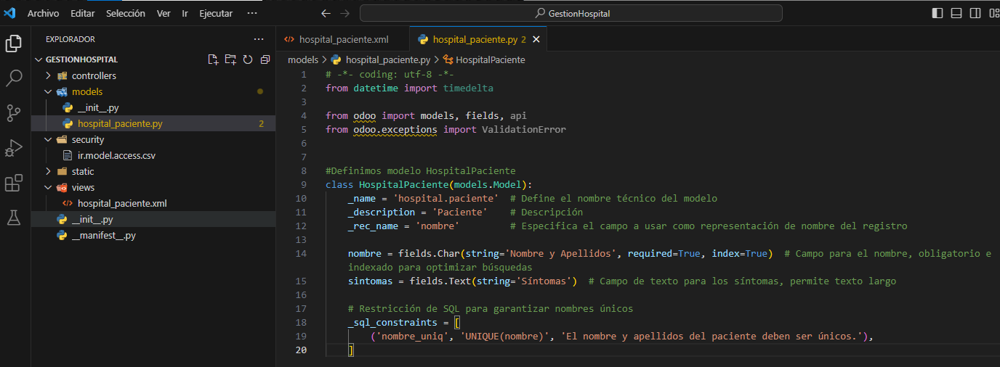 Archivo Editar Selección Ver Ir Ejecutar ··· GestionHospital
EXPLORADOR ···
GESTIONHOSPITAL
controllers
models
__init__.py
hospital_paciente.py 2
security
ir.model.access.csv
static
views
hospital_paciente.xml
__init__.py
__manifest__.py
hospital_paciente.xml hospital_paciente.py 2
models > hospital_paciente.py > HospitalPaciente
1 # -*- coding: utf-8 -*-
2 from datetime import timedelta
3
4 from odoo import models, fields, api
5 from odoo.exceptions import ValidationError
6
7
8 #Definimos modelo HospitalPaciente
9 class HospitalPaciente(models.Model):
10 _name = 'hospital.paciente' # Define el nombre técnico del modelo
11 _description = 'Paciente' # Descripción
12 _rec_name = 'nombre' # Especifica el campo a usar como representación de nombre del registro
13
14 nombre = fields.Char(string='Nombre y Apellidos', required=True, index=True) # Campo para el nombre, obligatorio e
indexado para optimizar búsquedas
15 sintomas = fields.Text(string='Síntomas') # Campo de texto para los síntomas, permite texto largo
16
17 # Restricción de SQL para garantizar nombres únicos
18 _sql_constraints = [
19 ('nombre_uniq', 'UNIQUE(nombre)', 'El nombre y apellidos del paciente deben ser únicos.'),
20 ]